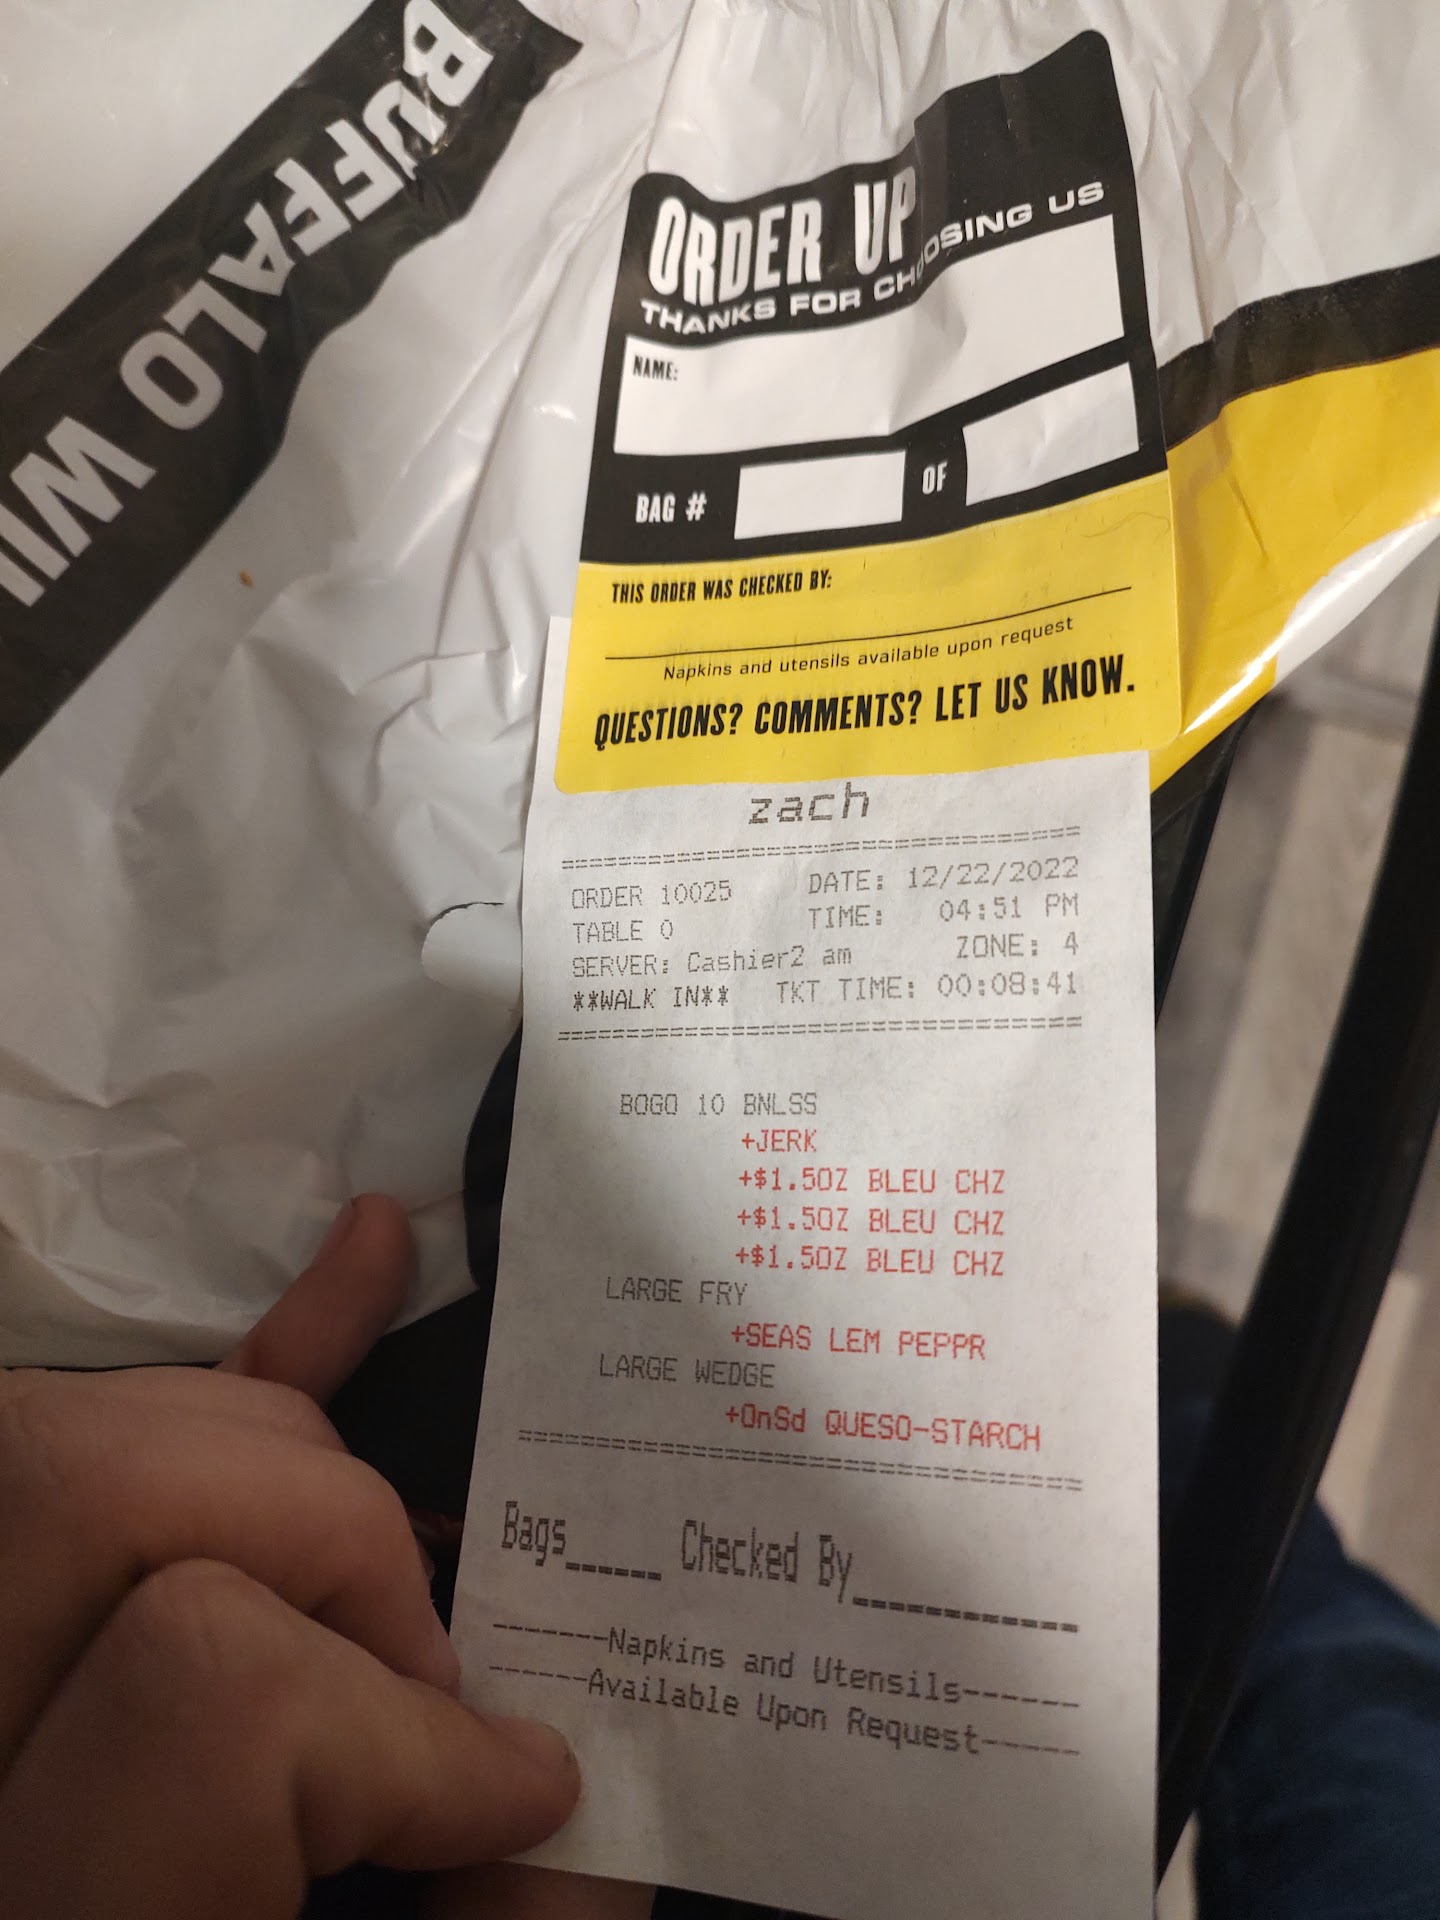 BUFFALO WIL
ORDER UP
THANKS FOR CHOOSING US
NAME:
BAG #
OF
THIS ORDER WAS CHECKED BY:
Napkins and utensils available upon request
QUESTIONS? COMMENTS? LET US KNOW.
zach
ORDER 10025 DATE: 12/22/2022
TABLE 0 TIME: 04:51 PM
SERVER: Cashier2 am ZONE: 4
**WALK IN** TKT TIME: 00:08:41
BOGO 10 BNLSS
+JERK
+$1.5OZ BLEU CHZ
+$1.5OZ BLEU CHZ
+$1.5OZ BLEU CHZ
LARGE FRY
+SEAS LEM PEPPR
LARGE WEDGE
+OnSd QUESO-STARCH
Bags_____ Checked By____________
-------Napkins and Utensils------
------Available Upon Request-----